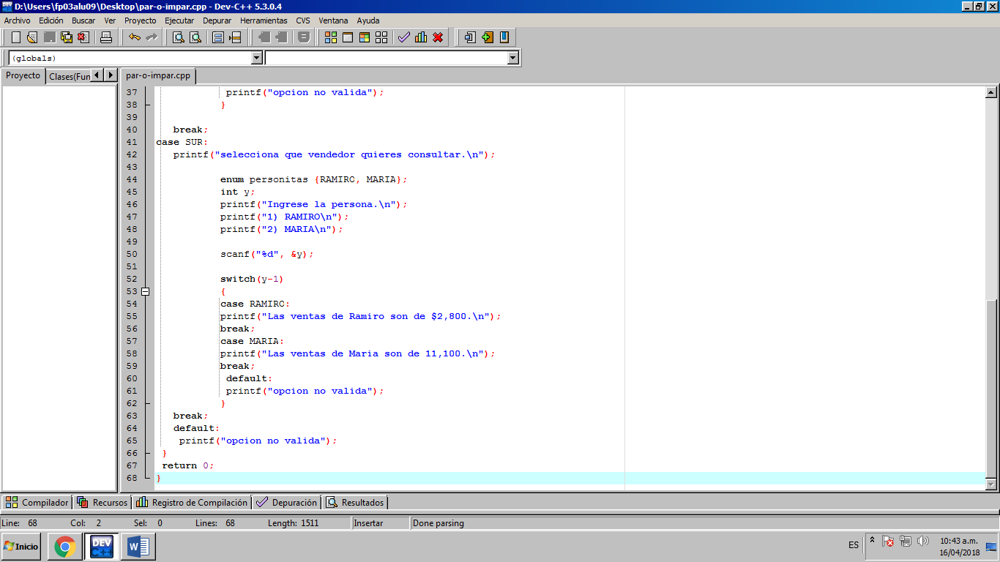 D:\Users\fp03alu09\Desktop\par-o-impar.cpp - Dev-C++ 5.3.0.4
Archivo Edición Buscar Ver Proyecto Ejecutar Depurar Herramientas CVS Ventana Ayuda
(globals)
Proyecto Clases(Fun par-o-impar.cpp
37 printf("opcion no valida");
38 }
39
40 break;
41 case SUR:
42 printf("selecciona que vendedor quieres consultar.\n");
43
44 enum personitas {RAMIRO, MARIA};
45 int y;
46 printf("Ingrese la persona.\n");
47 printf("1) RAMIRO\n");
48 printf("2) MARIA\n");
49
50 scanf("%d", &y);
51
52 switch(y-1)
53 {
54 case RAMIRO:
55 printf("Las ventas de Ramiro son de $2,800.\n");
56 break;
57 case MARIA:
58 printf("Las ventas de Maria son de 11,100.\n");
59 break;
60 default:
61 printf("opcion no valida");
62 }
63 break;
64 default:
65 printf("opcion no valida");
66 }
67 return 0;
68 }
Compilador Recursos Registro de Compilación Depuración Resultados
Line: 68 Col: 2 Sel: 0 Lines: 68 Length: 1511 Insertar Done parsing
Inicio DEV C++ W ES 10:43 a.m.
16/04/2018